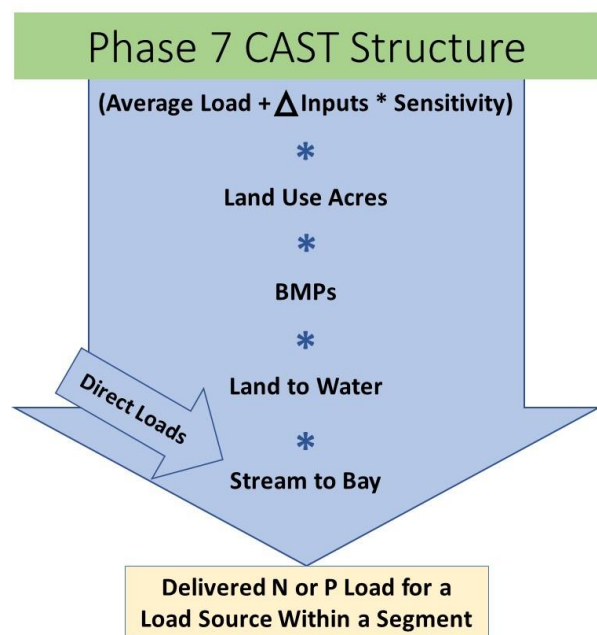 Phase 7 CAST Structure
(Average Load + Δ Inputs * Sensitivity)
*
Land Use Acres
*
BMPs
*
Land to Water
Direct Loads
*
Stream to Bay
Delivered N or P Load for a
Load Source Within a Segment